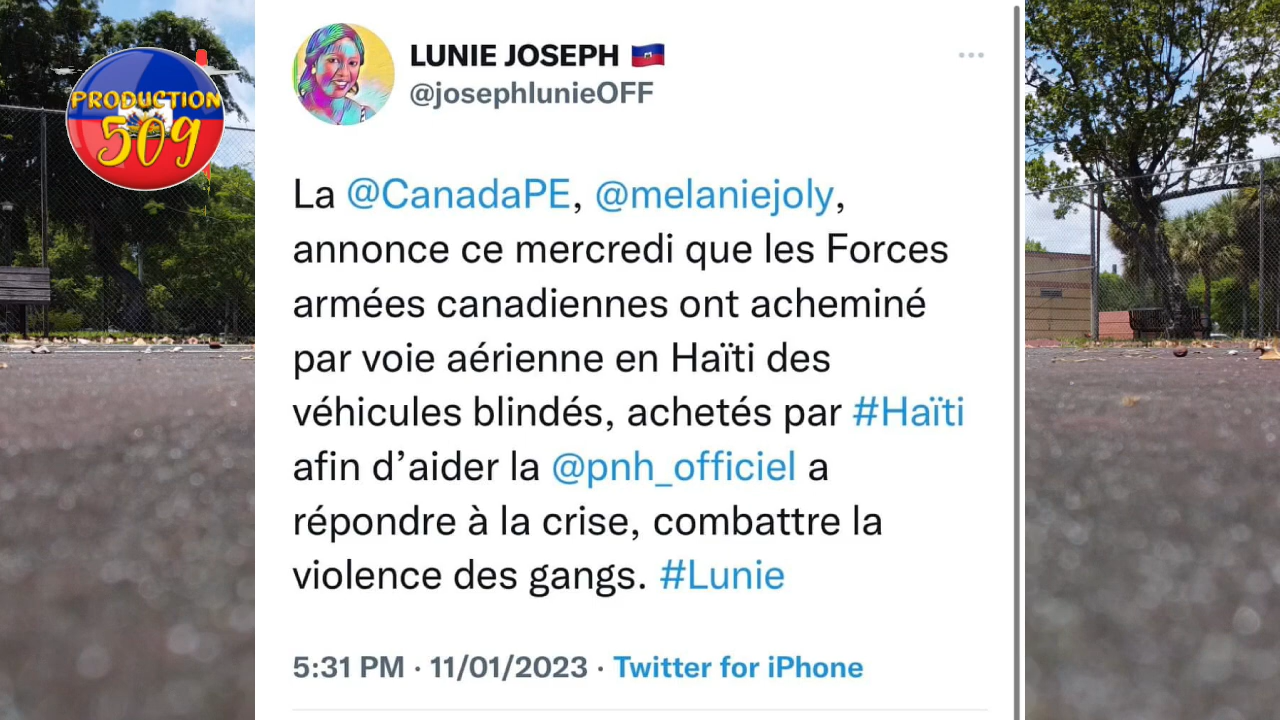 PRODUCTION
509
LUNIE JOSEPH 🇭🇹
@josephlunieOFF
La @CanadaPE, @melaniejoly,
annonce ce mercredi que les Forces
armées canadiennes ont acheminé
par voie aérienne en Haïti des
véhicules blindés, achetés par #Haïti
afin d’aider la @pnh_officiel a
répondre à la crise, combattre la
violence des gangs. #Lunie
5:31 PM · 11/01/2023 · Twitter for iPhone